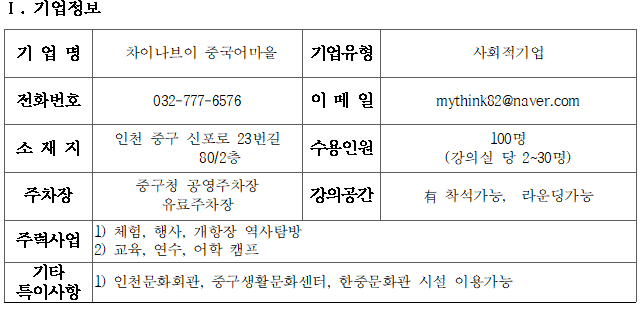 Ⅰ. 기업정보
기 업 명 차이나브이 중국어마을 기업유형 사회적기업
전화번호 032-777-6576 이 메 일 mythink82@naver.com
소 재 지 인천 중구 신포로 23번길 80/2층 수용인원 100명 (강의실 당 2~30명)
주차장 중구청 공영주차장 유료주차장 강의공간 有 착석가능, 라운딩가능
주력사업 1) 체험, 행사, 개항장 역사탐방
2) 교육, 연수, 어학 캠프
기타 특이사항 1) 인천문화회관, 중구생활문화센터, 한중문화관 시설 이용가능